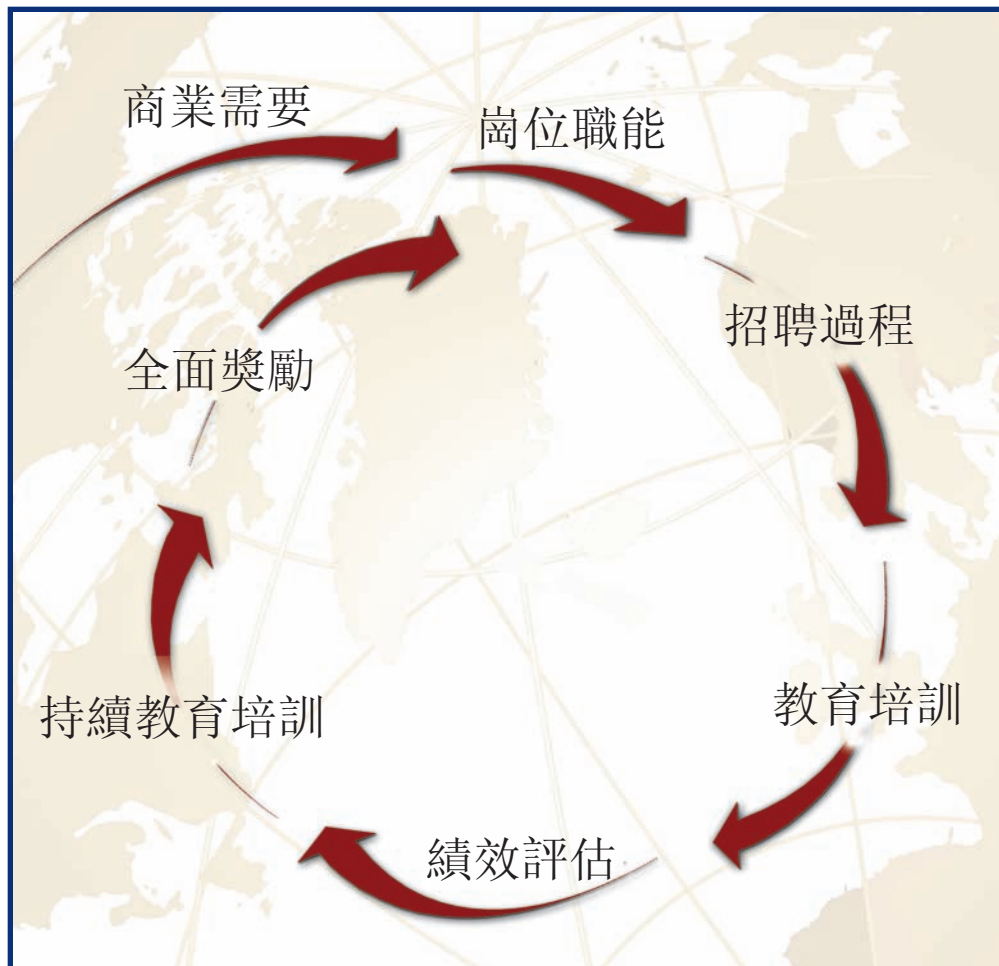 商業需要
崗位職能
招聘過程
全面獎勵
持續教育培訓
教育培訓
績效評估